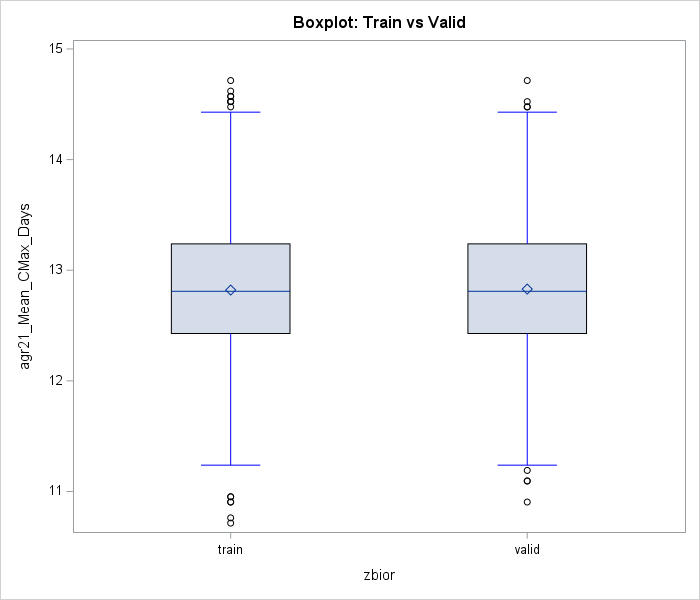 Boxplot: Train vs Valid
15
14
13
12
11
agr21_Mean_CMax_Days
train
valid
zbior